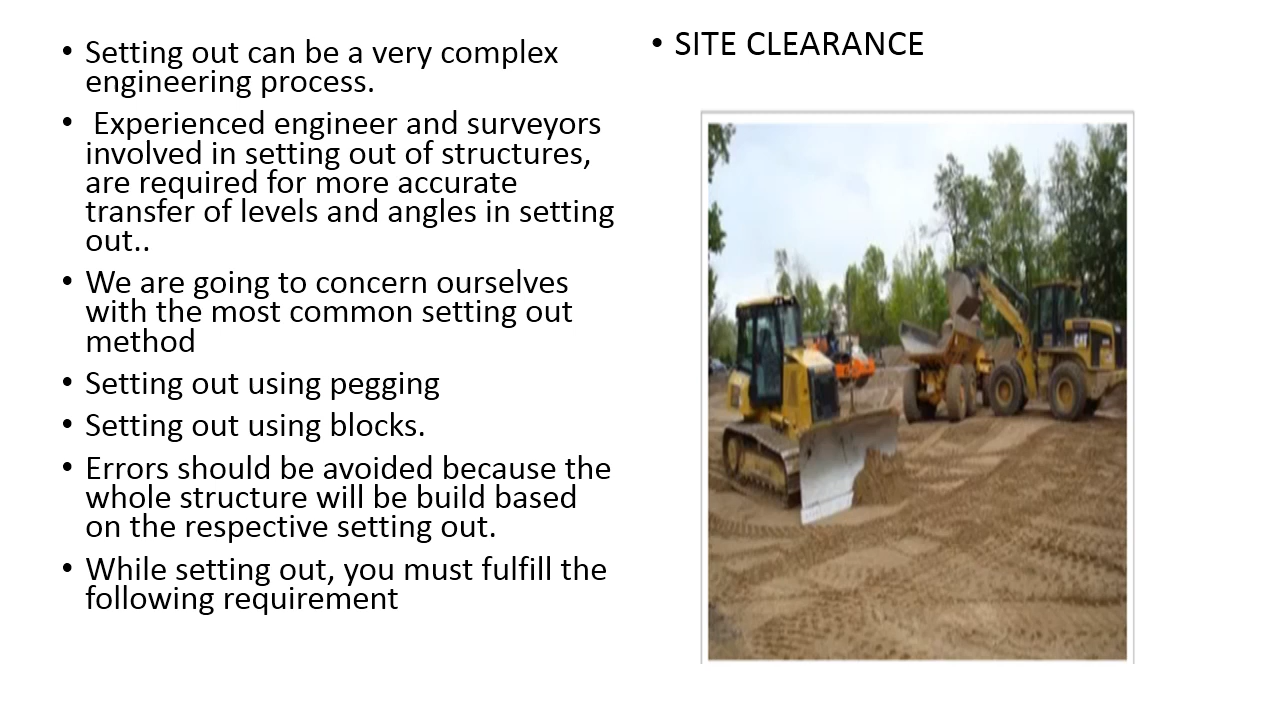 • Setting out can be a very complex
engineering process.
• Experienced engineer and surveyors
involved in setting out of structures,
are required for more accurate
transfer of levels and angles in setting
out..
• We are going to concern ourselves
with the most common setting out
method
• Setting out using pegging
• Setting out using blocks.
• Errors should be avoided because the
whole structure will be build based
on the respective setting out.
• While setting out, you must fulfill the
following requirement
• SITE CLEARANCE
CAT